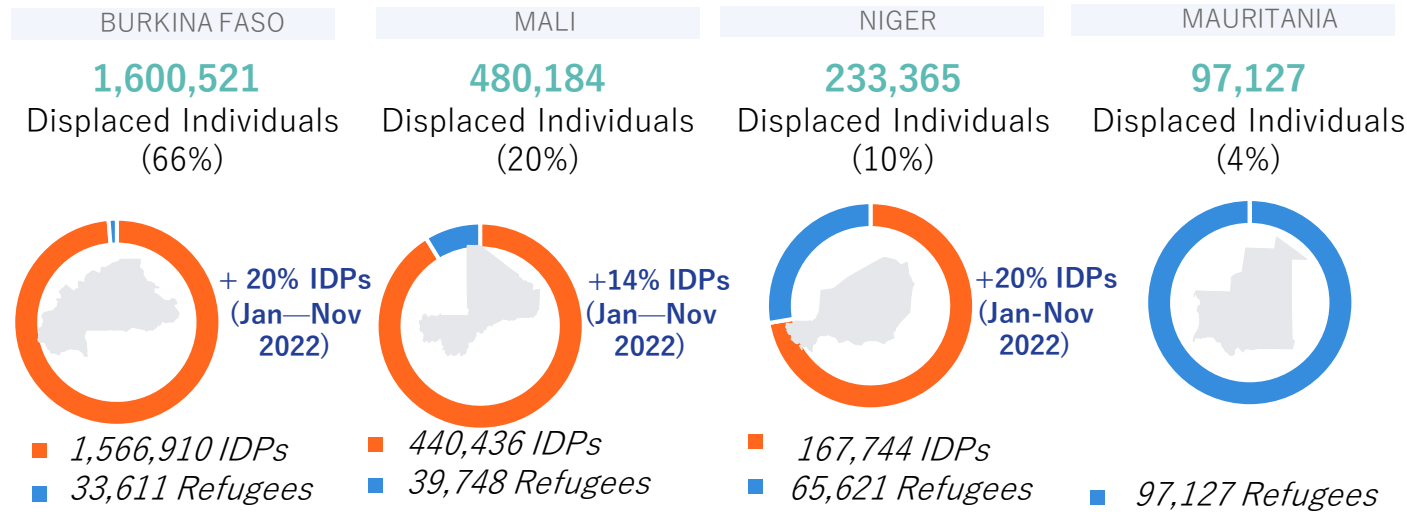 BURKINA FASO
1,600,521
Displaced Individuals
(66%)
+ 20% IDPs
(Jan—Nov
2022)
1,566,910 IDPs
33,611 Refugees
MALI
480,184
Displaced Individuals
(20%)
+14% IDPs
(Jan—Nov
2022)
440,436 IDPs
39,748 Refugees
NIGER
233,365
Displaced Individuals
(10%)
+20% IDPs
(Jan-Nov
2022)
167,744 IDPs
65,621 Refugees
MAURITANIA
97,127
Displaced Individuals
(4%)
97,127 Refugees